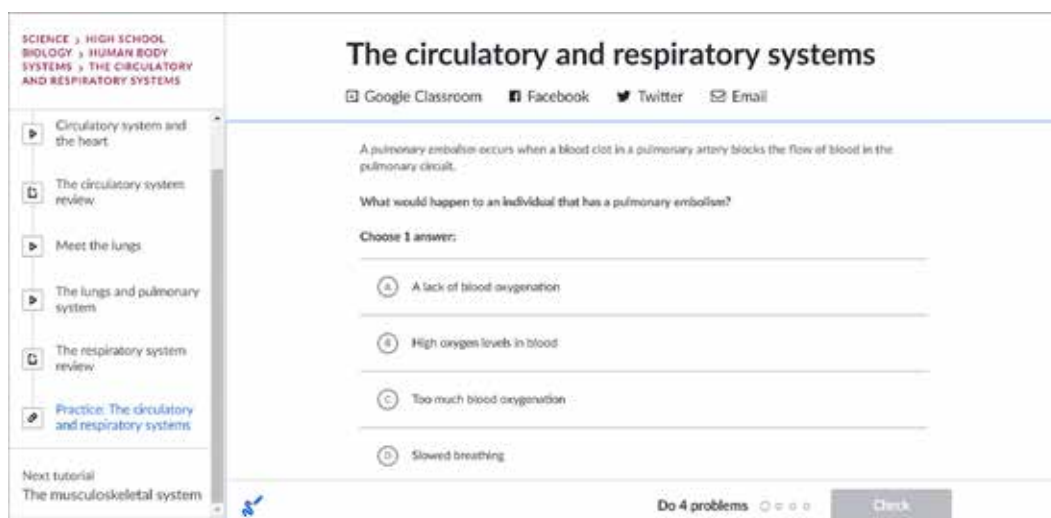 SCIENCE › HIGH SCHOOL
BIOLOGY › HUMAN BODY
SYSTEMS › THE CIRCULATORY
AND RESPIRATORY SYSTEMS
Circulatory system and
the heart
The circulatory system
review
Meet the lungs
The lungs and pulmonary
system
The respiratory system
review
Practice: The circulatory
and respiratory systems
Next tutorial
The musculoskeletal system
The circulatory and respiratory systems
Google Classroom Facebook Twitter Email
A pulmonary embolism occurs when a blood clot in a pulmonary artery blocks the flow of blood in the
pulmonary circuit.
What would happen to an individual that has a pulmonary embolism?
Choose 1 answer:
A A lack of blood oxygenation
B High oxygen levels in blood
C Too much blood oxygenation
D Slowed breathing
Do 4 problems Check